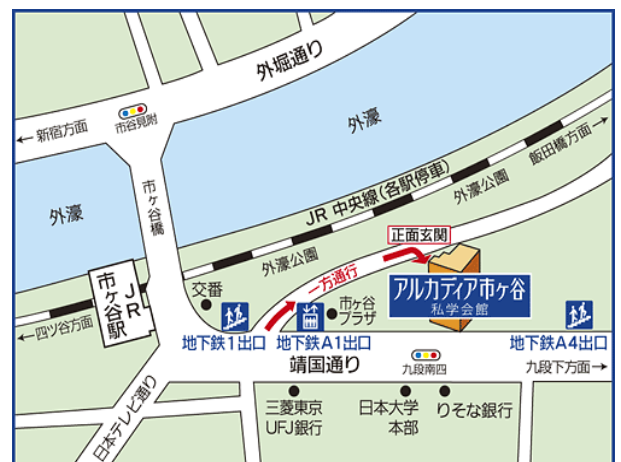 外堀通り
←新宿方面
市谷見附
外濠
飯田橋方面→
JR 中央線(各駅停車)
外濠公園
市ヶ谷橋
外濠
正面玄関
外濠公園
一方通行
アルカディア市ヶ谷
私学会館
JR
市ヶ谷駅
交番
市ヶ谷
プラザ
←四ツ谷方面
地下鉄1出口
地下鉄A1出口
地下鉄A4出口
靖国通り
九段南四
九段下方面→
日本テレビ通り
三菱東京
UFJ銀行
日本大学
本部
りそな銀行